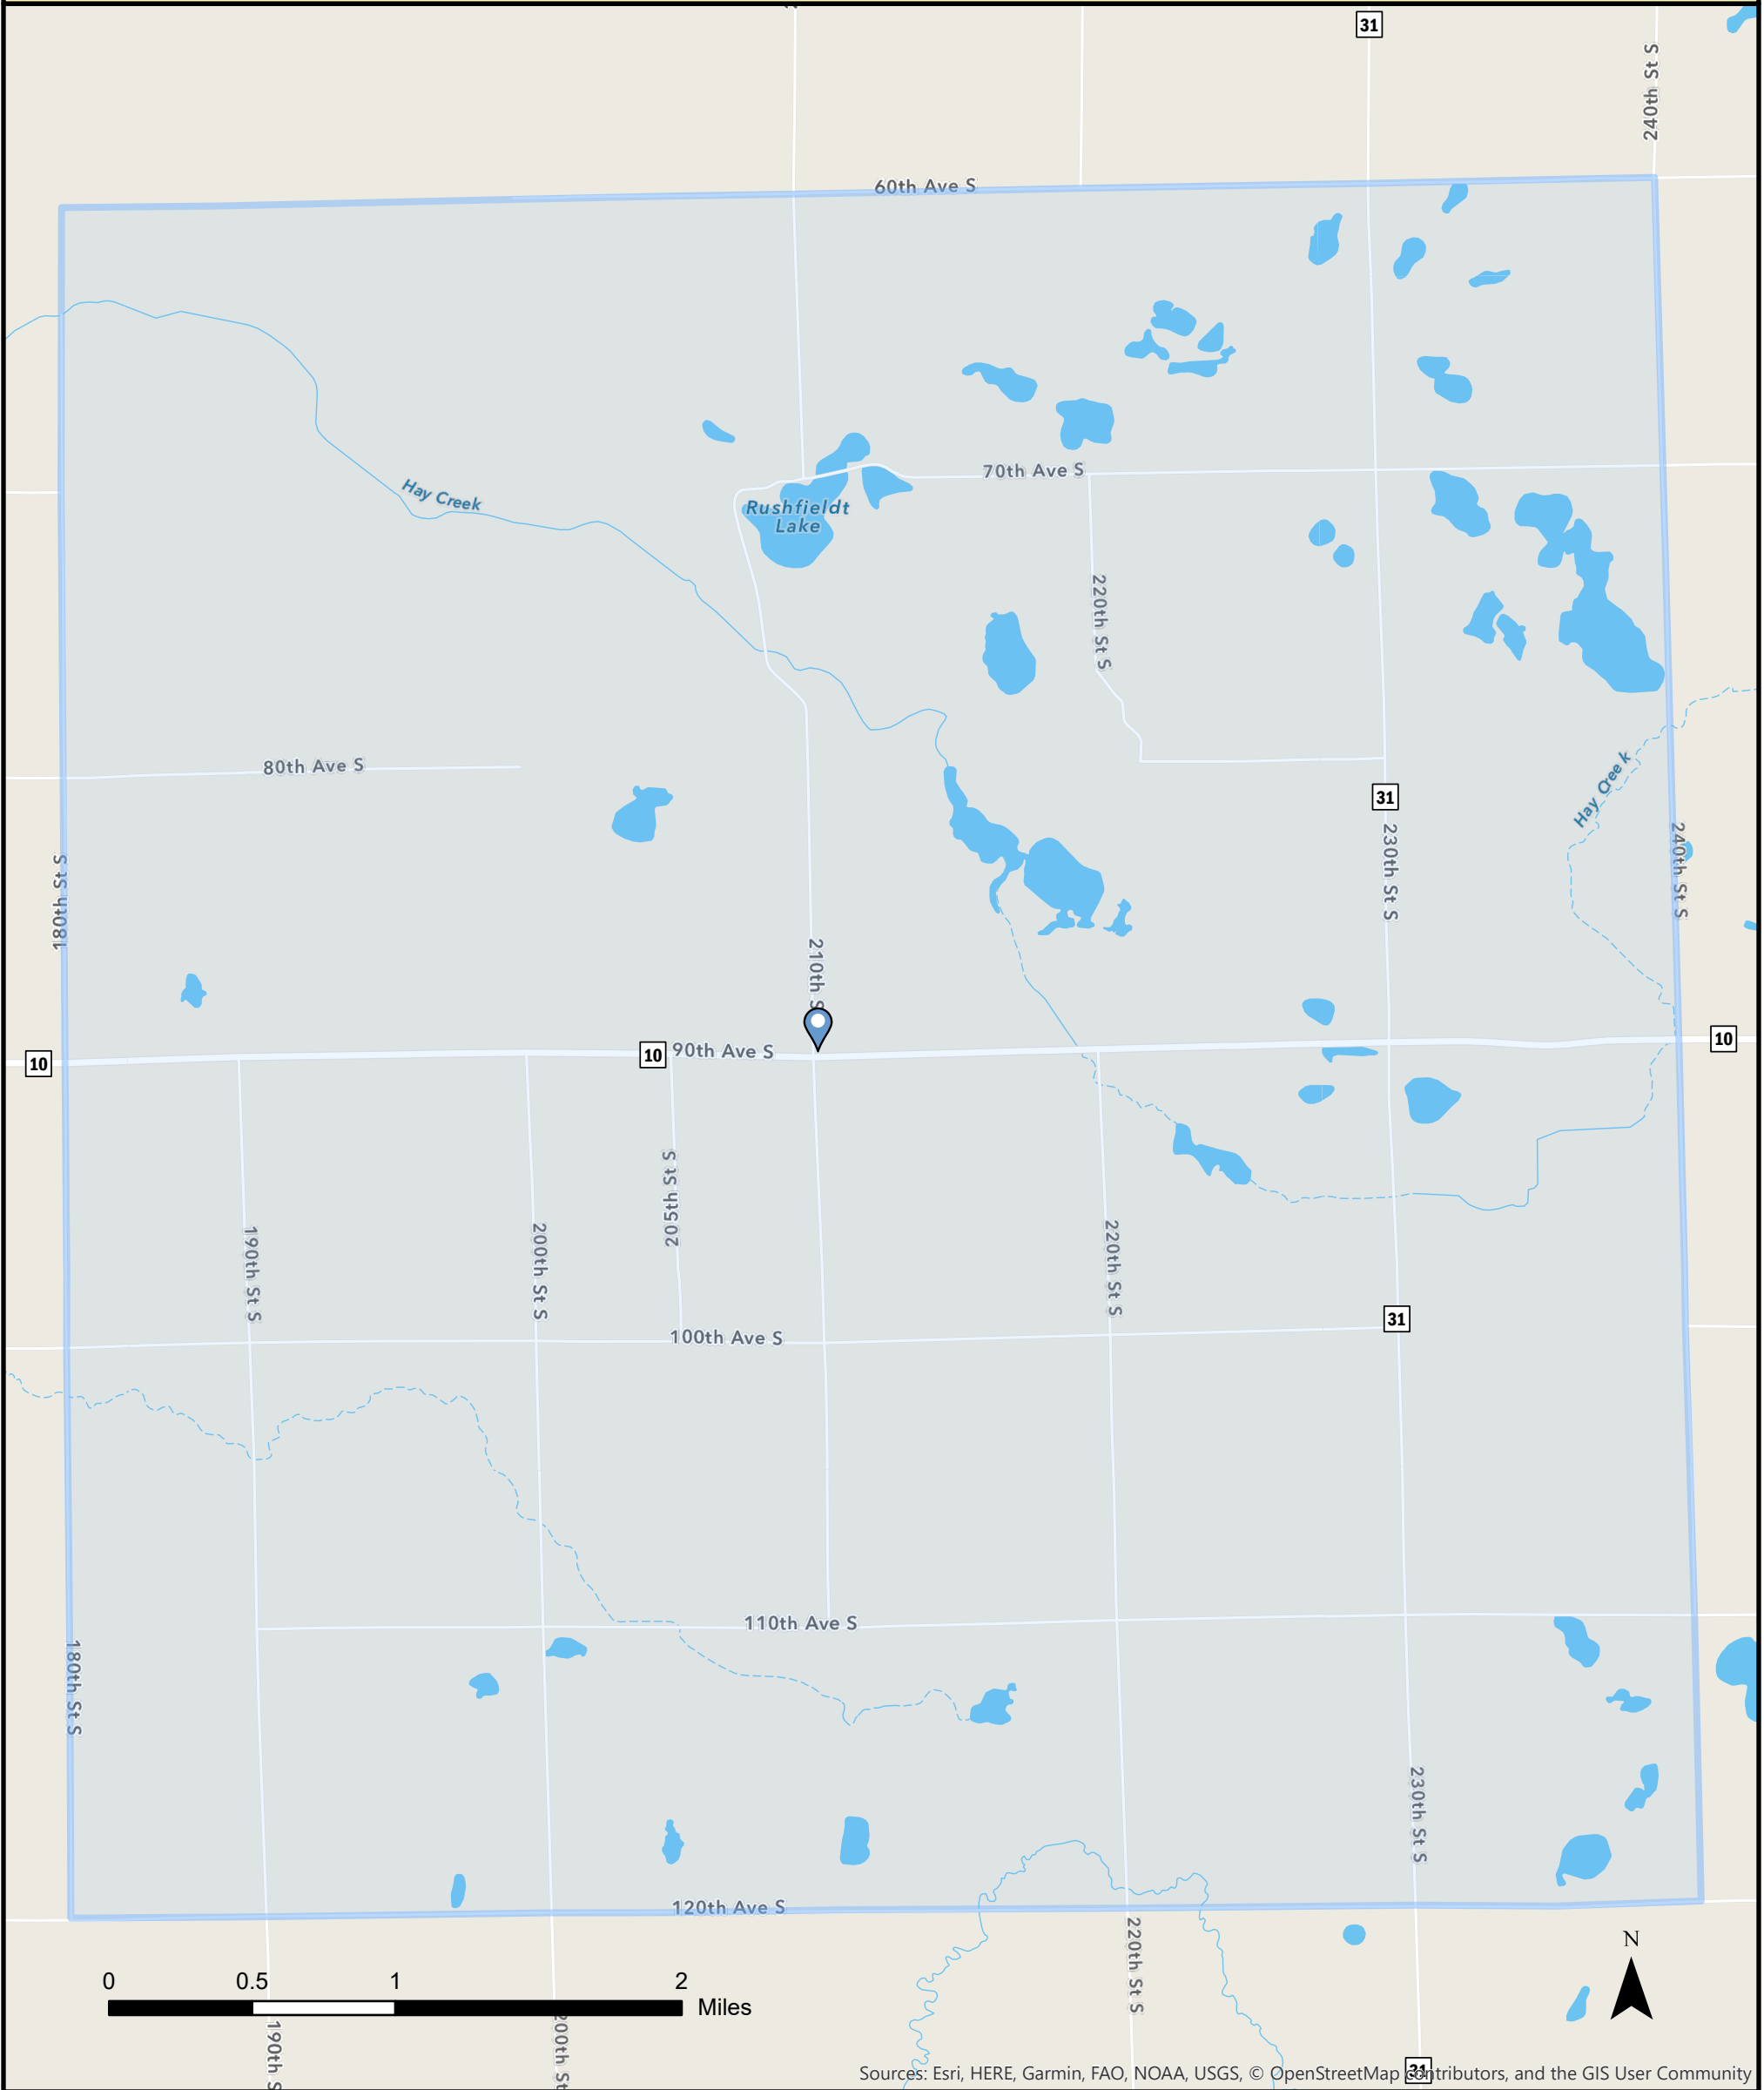 31
240th St S
60th Ave S
Hay Creek
70th Ave S
Rushfieldt
Lake
220th St S
80th Ave S
Hay Creek
31
180th St S
230th St S
240th St S
210th S
10
10
90th Ave S
10
205th St S
190th St S
200th St S
220th St S
100th Ave S
31
110th Ave S
180th St S
230th St S
120th Ave S
220th St S
N
0 0.5 1 2
Miles
190th S
200th St
31
Sources: Esri, HERE, Garmin, FAO, NOAA, USGS, © OpenStreetMap contributors, and the GIS User Community